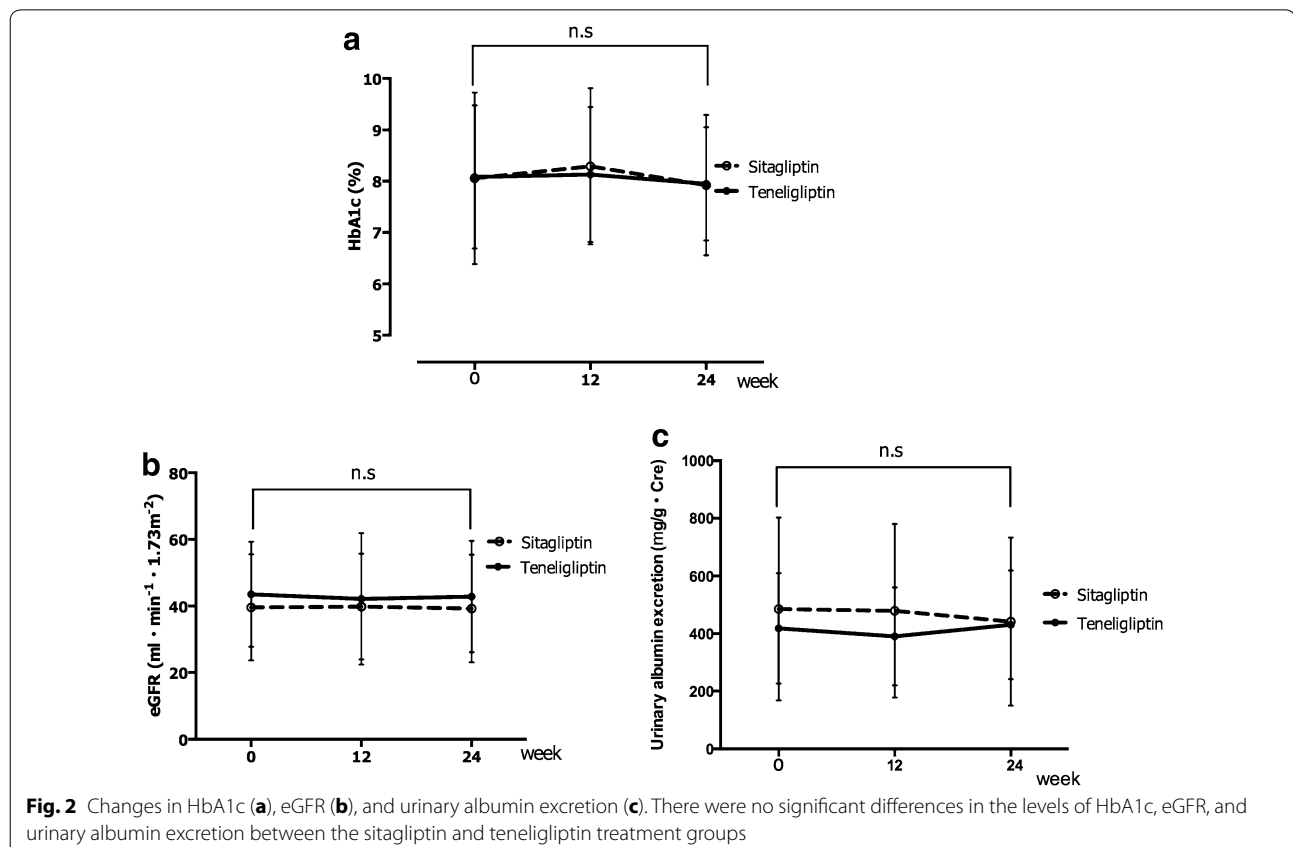 a
n.s
10
9
8
7
6
5
HbA1c (%)
Sitagliptin
Teneligliptin
0 12 24 week
b
n.s
80
60
40
20
0
eGFR (ml・min-1・1.73m-2)
Sitagliptin
Teneligliptin
0 12 24 week
c
n.s
1000
800
600
400
200
0
Urinary albumin excretion (mg/g・Cre)
Sitagliptin
Teneligliptin
0 12 24
week
Fig. 2 Changes in HbA1c (a), eGFR (b), and urinary albumin excretion (c). There were no significant differences in the levels of HbA1c, eGFR, and
urinary albumin excretion between the sitagliptin and teneligliptin treatment groups